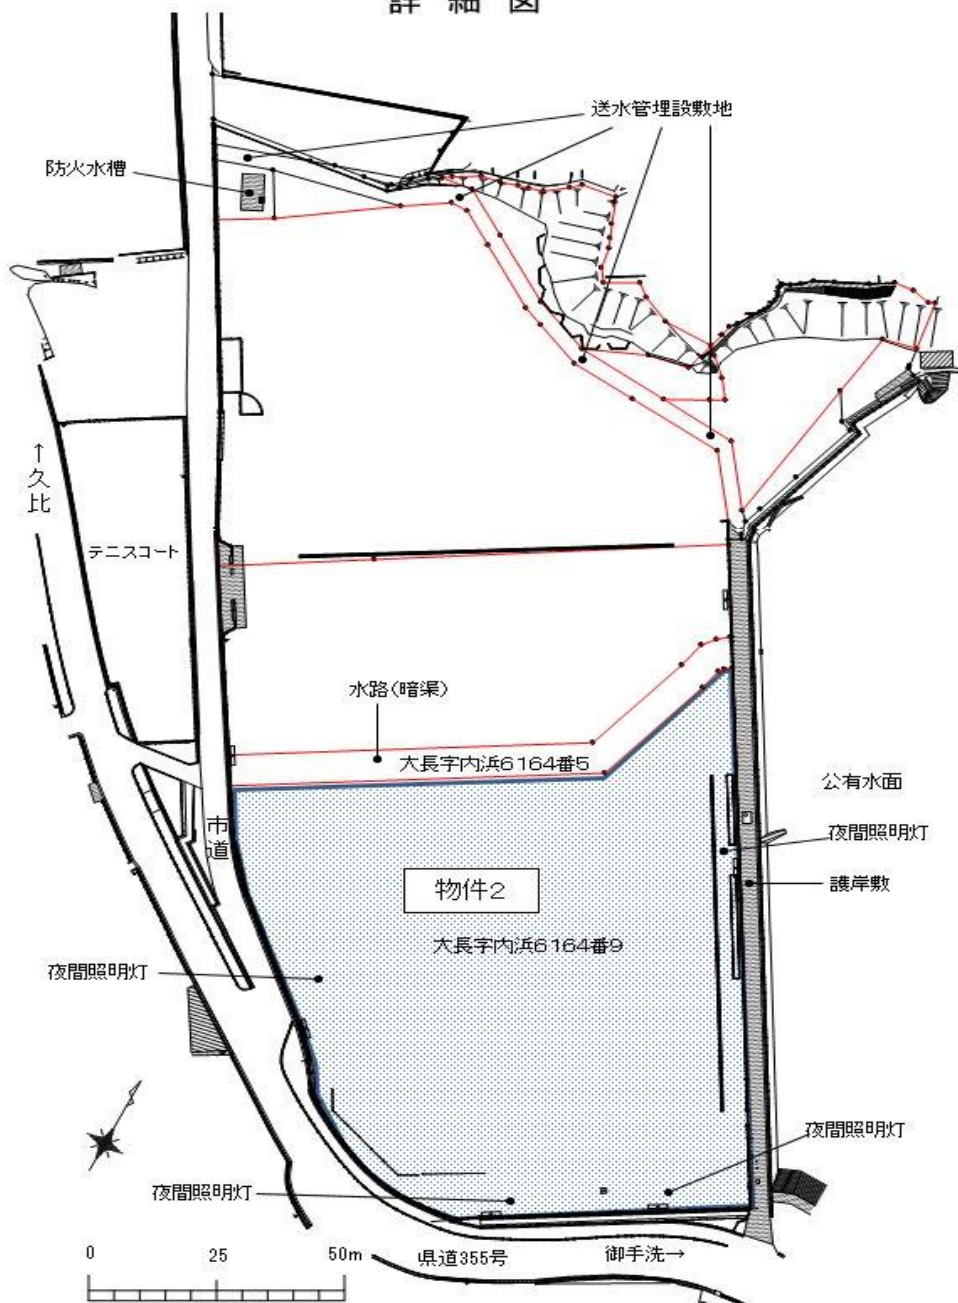 詳細図
送水管埋設敷地
防火水槽
↑久比
テニスコート
水路(暗渠)
大長字内浜6164番5
公有水面
市道
夜間照明灯
物件2
護岸敷
大長字内浜6164番9
夜間照明灯
夜間照明灯
夜間照明灯
0 25 50m
県道355号
御手洗→